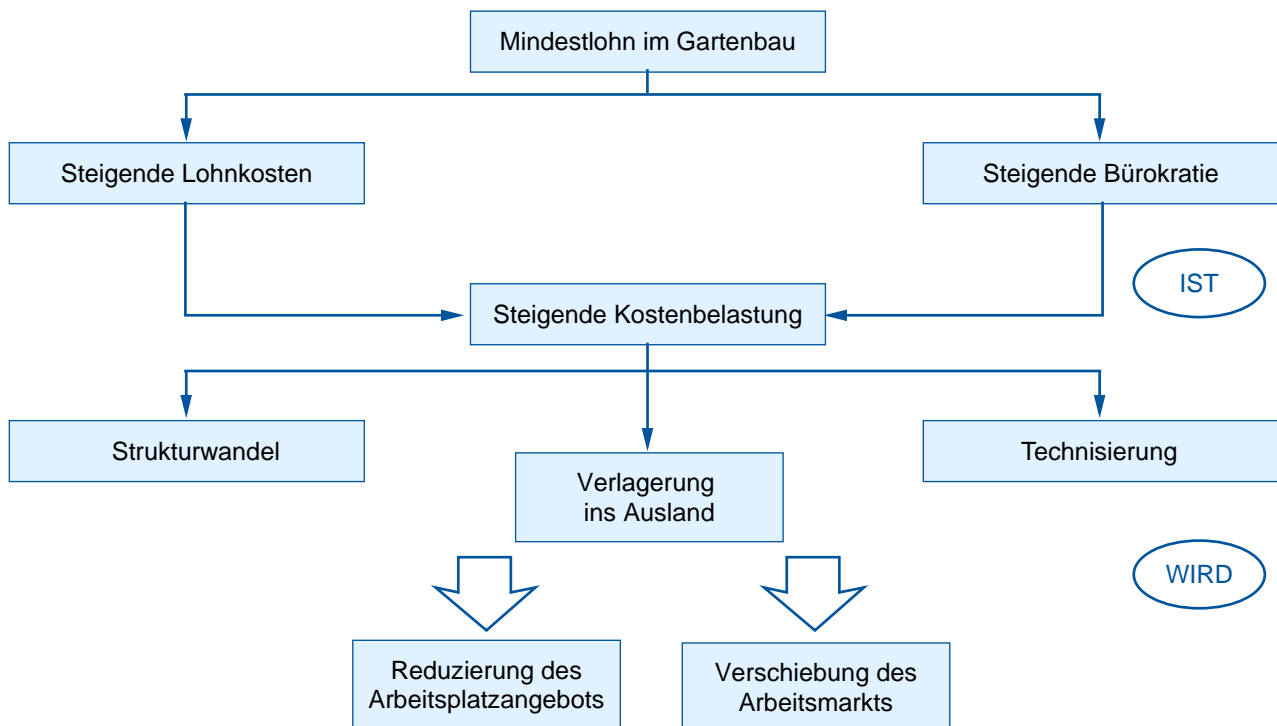 Mindestlohn im Gartenbau
Steigende Lohnkosten
Steigende Bürokratie
IST
Steigende Kostenbelastung
Strukturwandel
Technisierung
Verlagerung
ins Ausland
WIRD
Reduzierung des
Arbeitsplatzangebots
Verschiebung des
Arbeitsmarkts